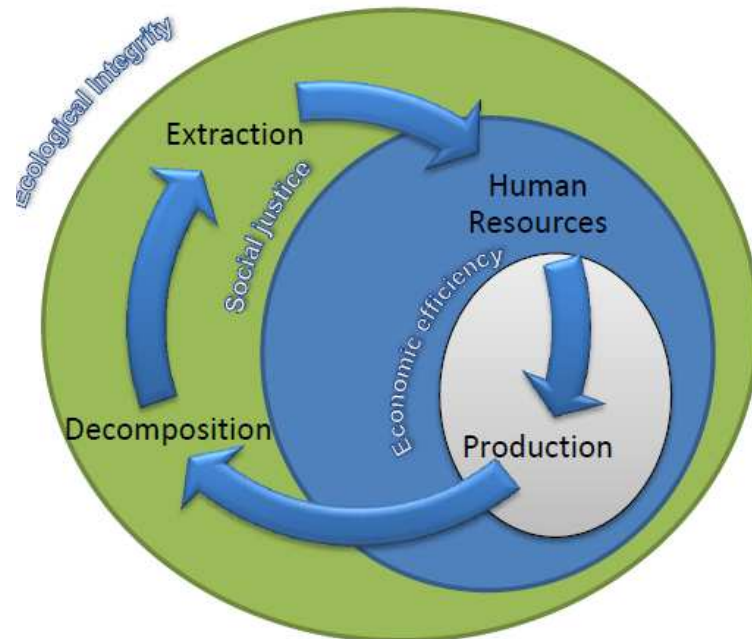 Ecological Integrity
Extraction
Social justice
Human
Resources
Economic efficiency
Decomposition
Production